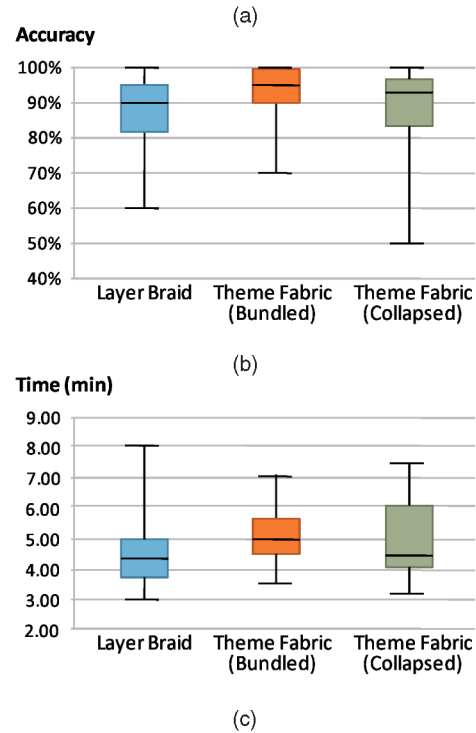 (a)
Accuracy
100%
90%
80%
70%
60%
50%
40%
Layer Braid Theme Fabric Theme Fabric
(Bundled) (Collapsed)
(b)
Time (min)
9.00
8.00
7.00
6.00
5.00
4.00
3.00
2.00
Layer Braid Theme Fabric Theme Fabric
(Bundled) (Collapsed)
(c)